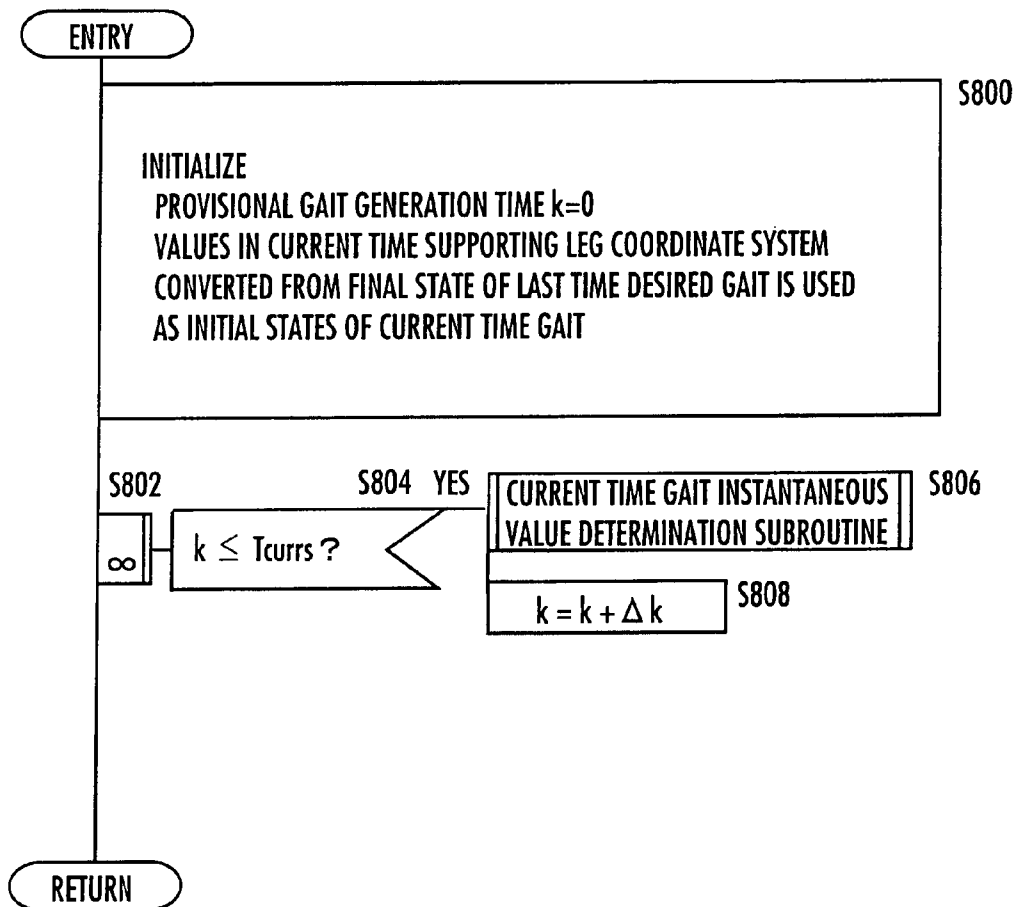 ENTRY
S800
INITIALIZE
PROVISIONAL GAIT GENERATION TIME k=0
VALUES IN CURRENT TIME SUPPORTING LEG COORDINATE SYSTEM
CONVERTED FROM FINAL STATE OF LAST TIME DESIRED GAIT IS USED
AS INITIAL STATES OF CURRENT TIME GAIT
S802
∞
S804 YES
k ≤ Tcurrs ?
S806
CURRENT TIME GAIT INSTANTANEOUS
VALUE DETERMINATION SUBROUTINE
S808
k = k + Δ k
RETURN